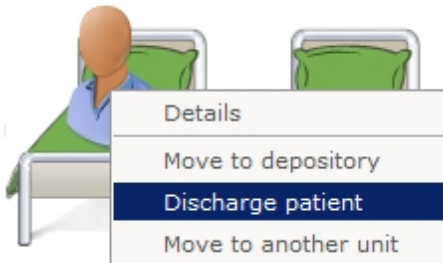 Details
Move to depository
Discharge patient
Move to another unit